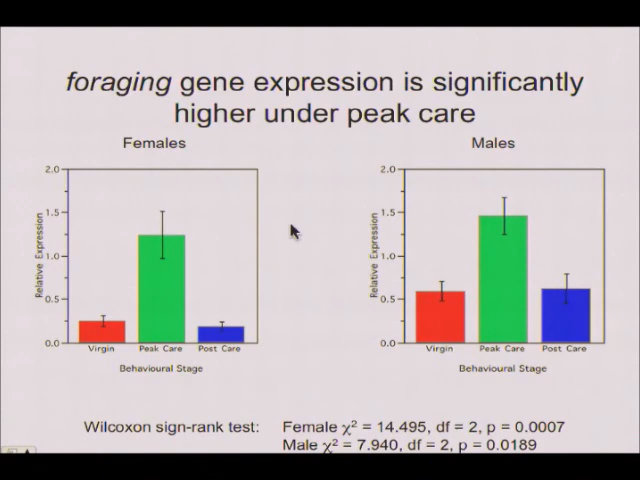 foraging gene expression is significantly
higher under peak care
Females
Males
2.0
1.5
1.0
0.5
0.0
Relative Expression
Virgin Peak Care Post Care
Behavioural Stage
2.0
1.5
1.0
0.5
0.0
Relative Expression
Virgin Peak Care Post Care
Behavioural Stage
Wilcoxon sign-rank test: Female χ² = 14.495, df = 2, p = 0.0007
Male χ² = 7.940, df = 2, p = 0.0189